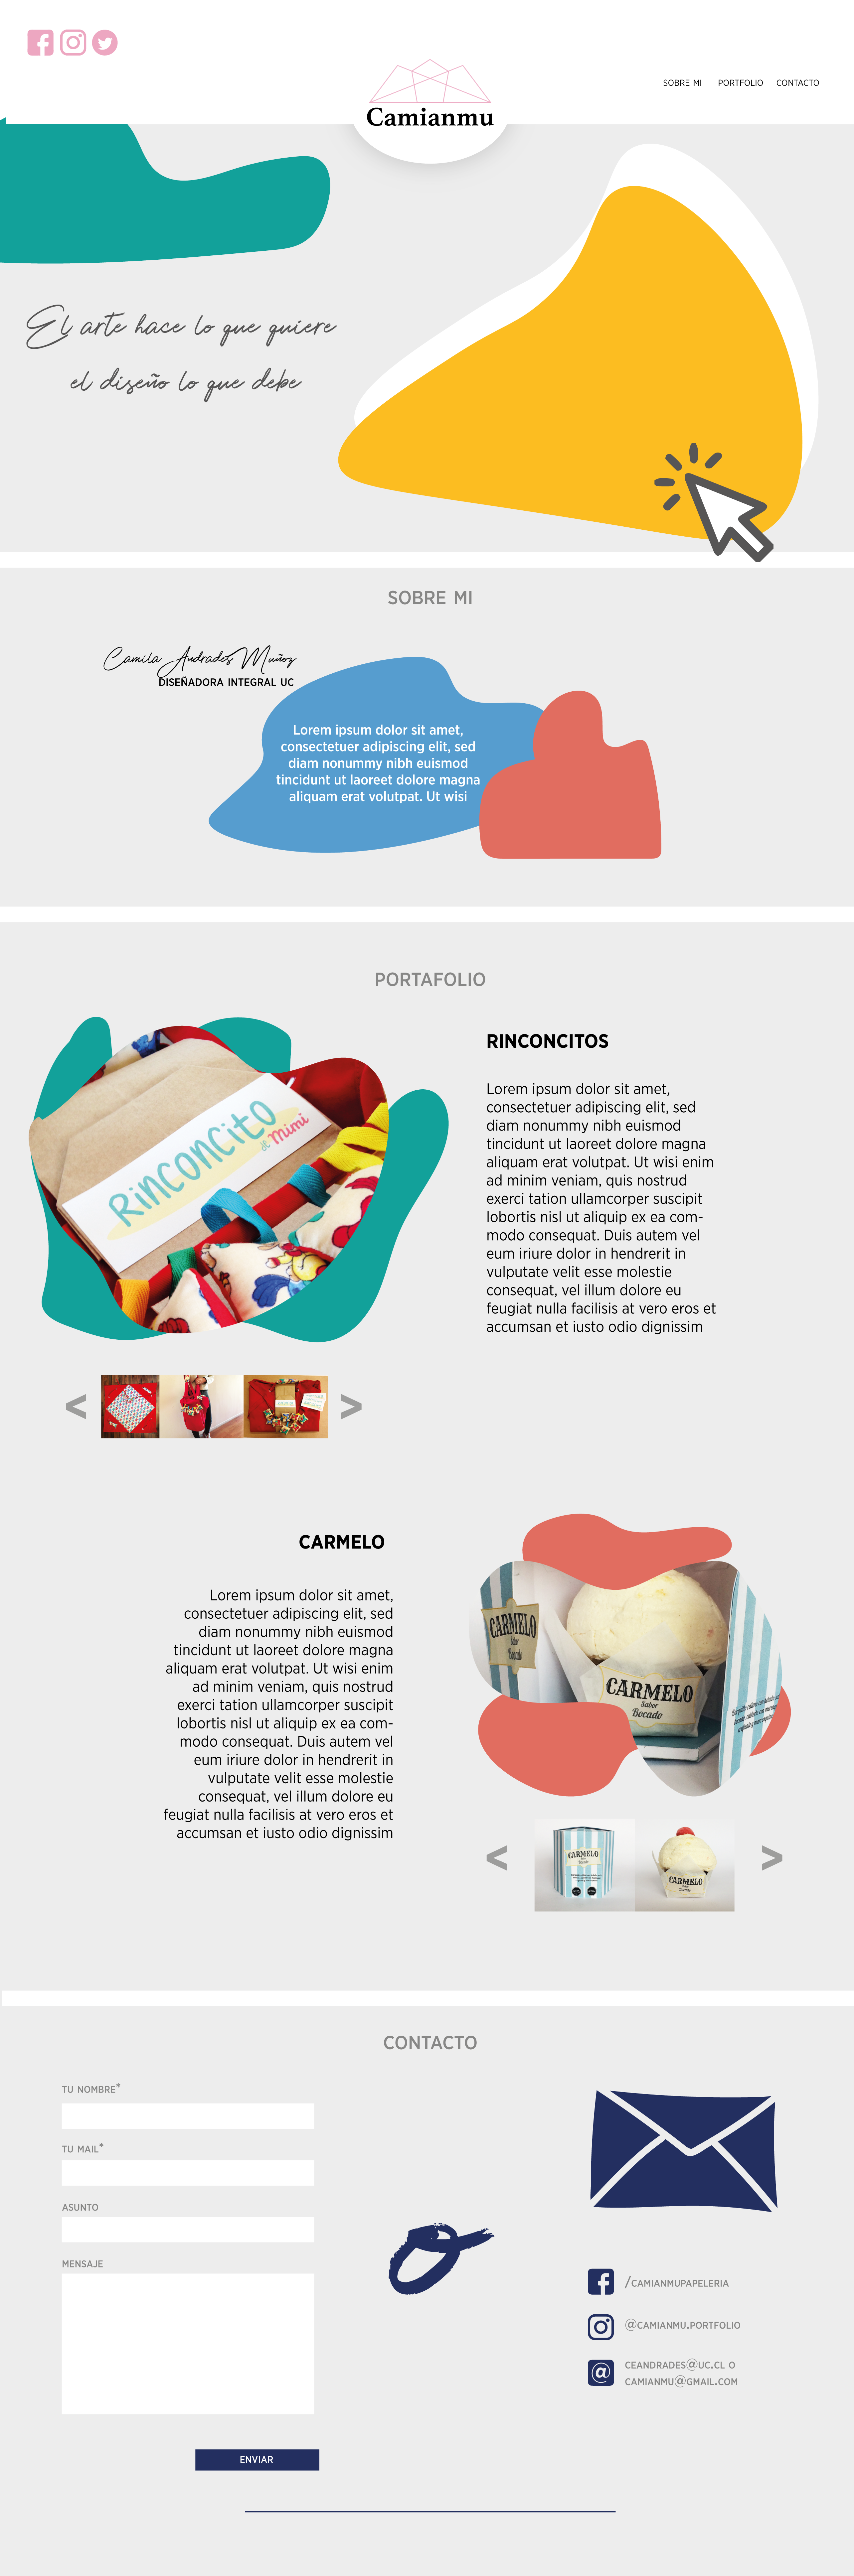 SOBRE MI PORTFOLIO CONTACTO
Camianmu
El arte hace lo que quiere
el diseño lo que debe
SOBRE MI
Camila Andrades Muñoz
DISEÑADORA INTEGRAL UC
Lorem ipsum dolor sit amet,
consectetuer adipiscing elit, sed
diam nonummy nibh euismod
tincidunt ut laoreet dolore magna
aliquam erat volutpat. Ut wisi
PORTAFOLIO
Rinconcito
de Mimi
RINCONCITOS
Lorem ipsum dolor sit amet,
consectetuer adipiscing elit, sed
diam nonummy nibh euismod
tincidunt ut laoreet dolore magna
aliquam erat volutpat. Ut wisi enim
ad minim veniam, quis nostrud
exerci tation ullamcorper suscipit
lobortis nisl ut aliquip ex ea com-
modo consequat. Duis autem vel
eum iriure dolor in hendrerit in
vulputate velit esse molestie
consequat, vel illum dolore eu
feugiat nulla facilisis at vero eros et
accumsan et iusto odio dignissim
< >
CARMELO
Lorem ipsum dolor sit amet,
consectetuer adipiscing elit, sed
diam nonummy nibh euismod
tincidunt ut laoreet dolore magna
aliquam erat volutpat. Ut wisi enim
ad minim veniam, quis nostrud
exerci tation ullamcorper suscipit
lobortis nisl ut aliquip ex ea com-
modo consequat. Duis autem vel
eum iriure dolor in hendrerit in
vulputate velit esse molestie
consequat, vel illum dolore eu
feugiat nulla facilisis at vero eros et
accumsan et iusto odio dignissim
CARMELO
Sabor
Bocado
CARMELO
Sabor
Bocado
< >
CARMELO
CARMELO
CONTACTO
TU NOMBRE*
TU MAIL*
ASUNTO
MENSAJE
ENVIAR
/CAMIANMUPAPELERIA
@CAMIANMU.PORTFOLIO
CEANDRADES@UC.CL O
CAMIANMU@GMAIL.COM